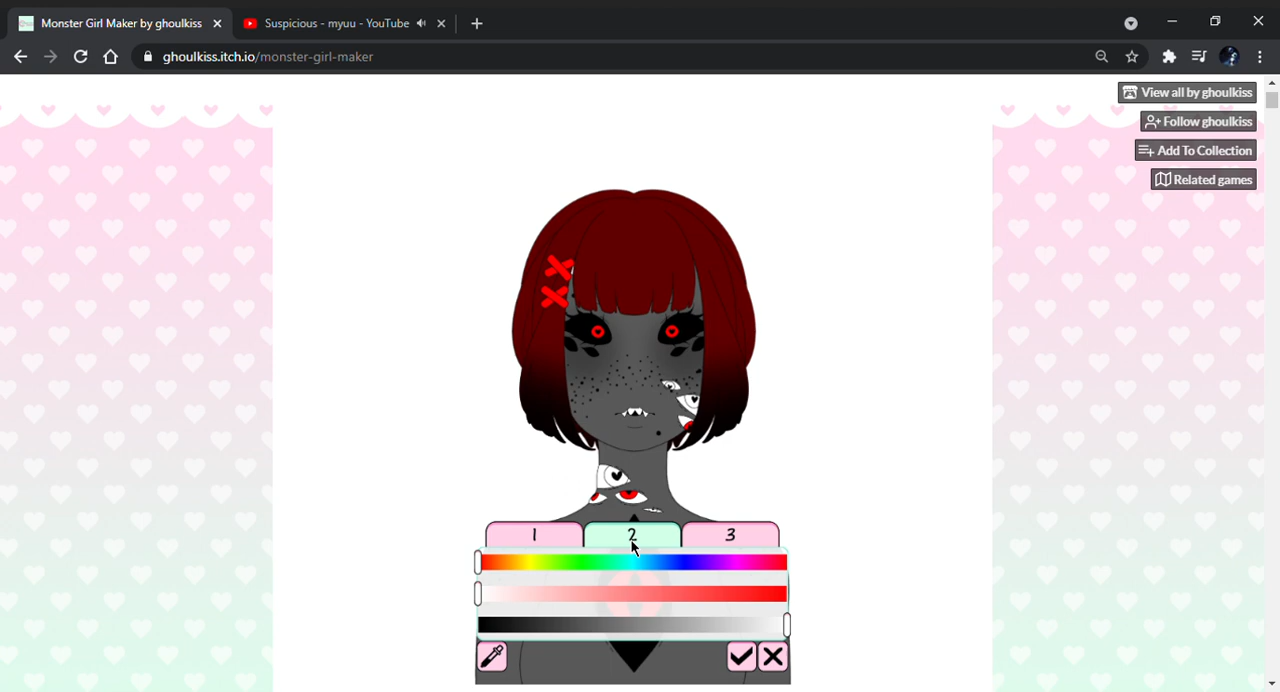 Monster Girl Maker by ghoulkiss
Suspicious - myuu - YouTube
ghoulkiss.itch.io/monster-girl-maker
View all by ghoulkiss
Follow ghoulkiss
Add To Collection
Related games
1 2 3